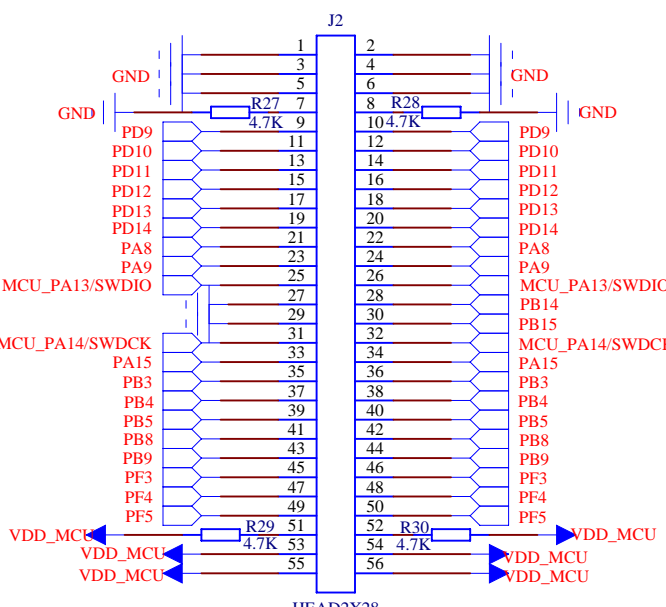 J2
1 2
3 4
GND GND
5 6
GND R27 7 8 R28 GND
4.7K 4.7K
PD9 9 10 PD9
PD10 11 12 PD10
PD11 13 14 PD11
PD12 15 16 PD12
PD13 17 18 PD13
PD14 19 20 PD14
PA8 21 22 PA8
PA9 23 24 PA9
MCU_PA13/SWDIO 25 26 MCU_PA13/SWDIO
27 28 PB14
29 30 PB15
MCU_PA14/SWDCK 31 32 MCU_PA14/SWDC
PA15 33 34 PA15
PB3 35 36 PB3
PB4 37 38 PB4
PB5 39 40 PB5
PB8 41 42 PB8
PB9 43 44 PB9
PF3 45 46 PF3
PF4 47 48 PF4
PF5 49 50 PF5
VDD_MCU R29 51 52 R30 VDD_MCU
4.7K 4.7K
VDD_MCU 53 54 VDD_MCU
VDD_MCU 55 56 VDD_MCU
HEAD2X28